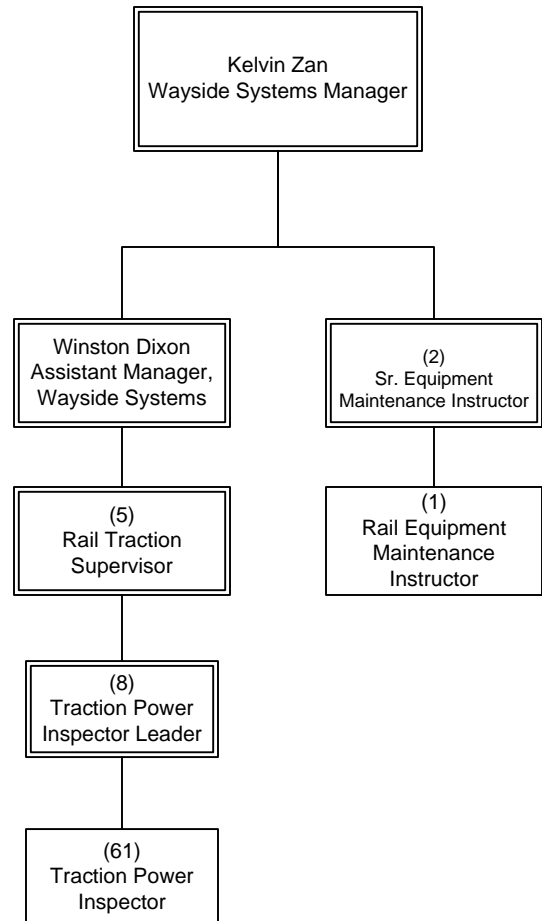 Kelvin Zan
Wayside Systems Manager
Winston Dixon
Assistant Manager,
Wayside Systems
(2)
Sr. Equipment
Maintenance Instructor
(5)
Rail Traction
Supervisor
(1)
Rail Equipment
Maintenance
Instructor
(8)
Traction Power
Inspector Leader
(61)
Traction Power
Inspector